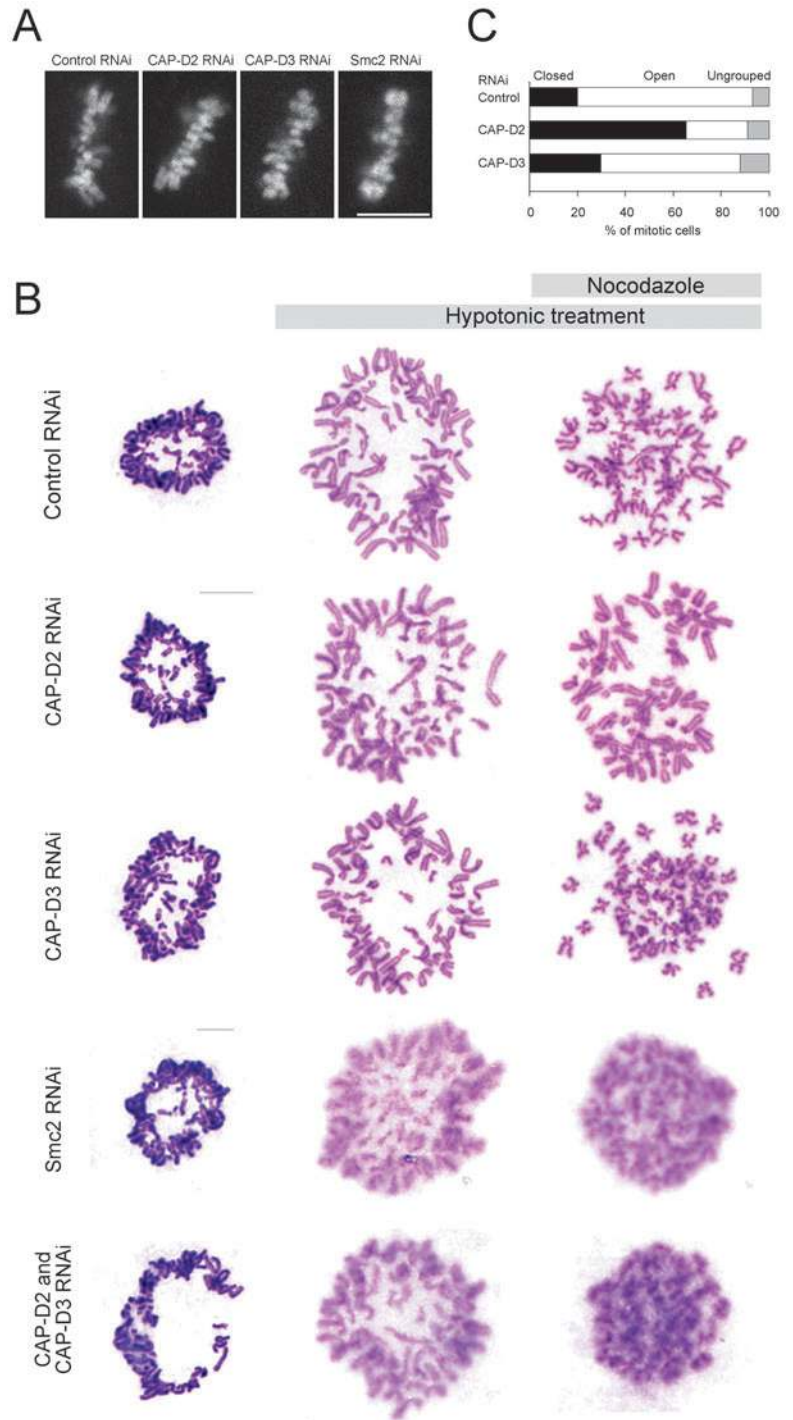 A
Control RNAi CAP-D2 RNAi CAP-D3 RNAi Smc2 RNAi
C
RNAi
Closed Open Ungrouped
Control
CAP-D2
CAP-D3
0 20 40 60 80 100
% of mitotic cells
B
Nocodazole
Hypotonic treatment
Control RNAi
CAP-D2 RNAi
CAP-D3 RNAi
Smc2 RNAi
CAP-D2 and
CAP-D3 RNAi